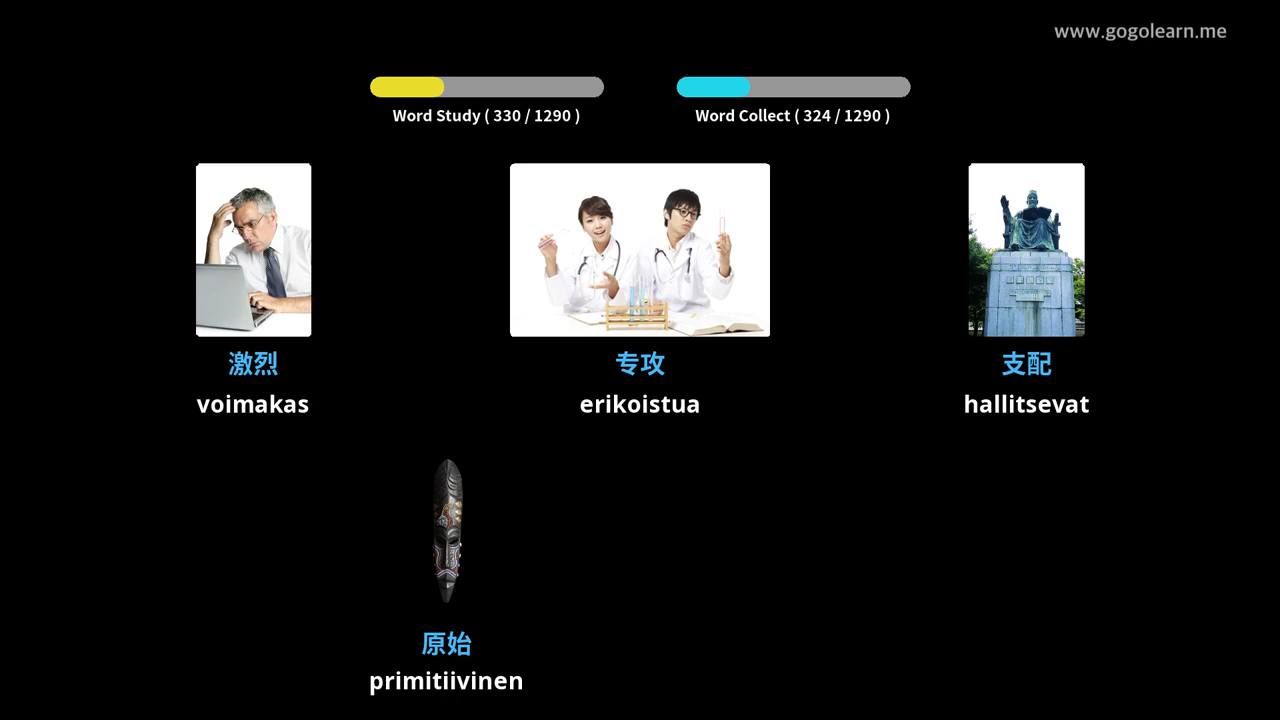 www.gogolearn.me
Word Study ( 330 / 1290 )
Word Collect ( 324 / 1290 )
激烈
专攻
支配
voimakas
erikoistua
hallitsevat
原始
primitiivinen